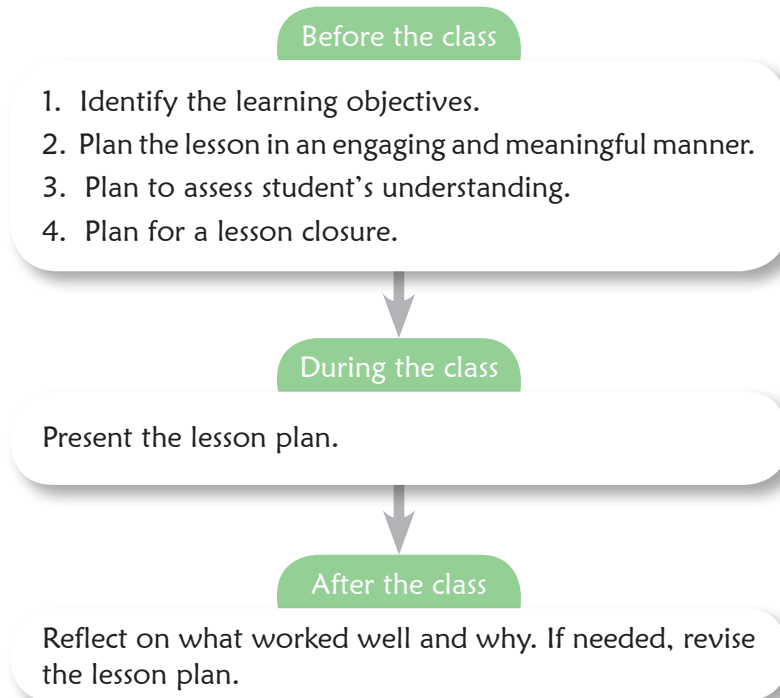 Before the class
1. Identify the learning objectives.
2. Plan the lesson in an engaging and meaningful manner.
3. Plan to assess student’s understanding.
4. Plan for a lesson closure.
During the class
Present the lesson plan.
After the class
Reflect on what worked well and why. If needed, revise
the lesson plan.